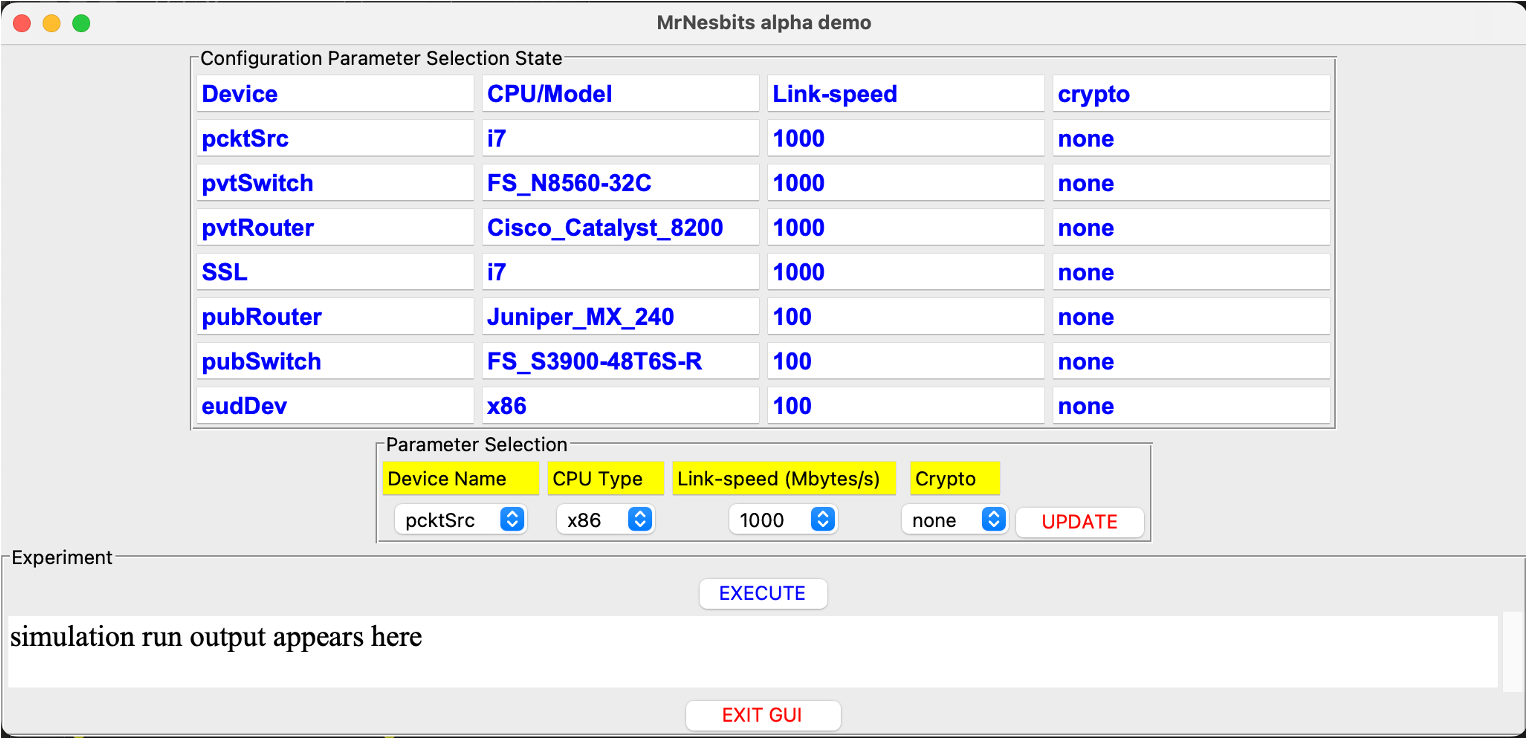 MrNesbits alpha demo
Configuration Parameter Selection State
Device CPU/Model Link-speed crypto
pcktSrc i7 1000 none
pvtSwitch FS_N8560-32C 1000 none
pvtRouter Cisco_Catalyst_8200 1000 none
SSL i7 1000 none
pubRouter Juniper_MX_240 100 none
pubSwitch FS_S3900-48T6S-R 100 none
eudDev x86 100 none
Parameter Selection
Device Name CPU Type Link-speed (Mbytes/s) Crypto
pcktSrc x86 1000 none UPDATE
Experiment
EXECUTE
simulation run output appears here
EXIT GUI